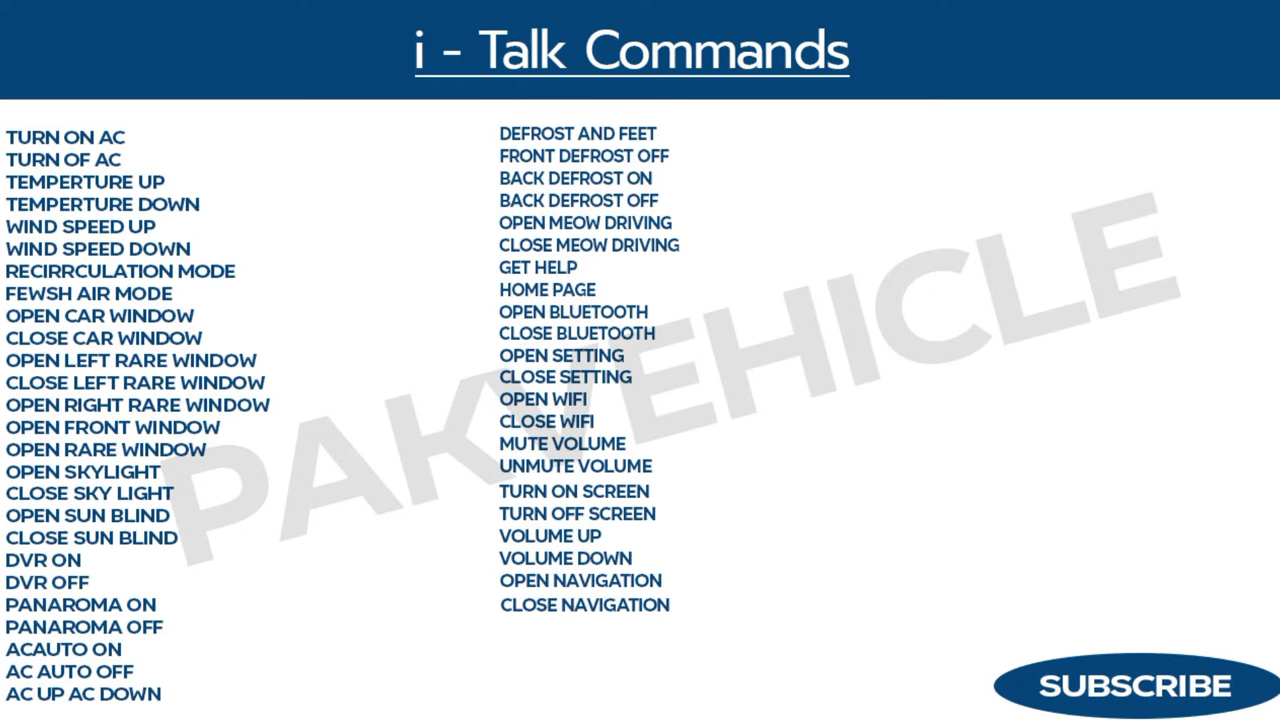 i - Talk Commands
TURN ON AC
TURN OF AC
TEMPERTURE UP
TEMPERTURE DOWN
WIND SPEED UP
WIND SPEED DOWN
RECIRRCULATION MODE
FEWSH AIR MODE
OPEN CAR WINDOW
CLOSE CAR WINDOW
OPEN LEFT RARE WINDOW
CLOSE LEFT RARE WINDOW
OPEN RIGHT RARE WINDOW
OPEN FRONT WINDOW
OPEN RARE WINDOW
OPEN SKYLIGHT
CLOSE SKY LIGHT
OPEN SUN BLIND
CLOSE SUN BLIND
DVR ON
DVR OFF
PANAROMA ON
PANAROMA OFF
ACAUTO ON
AC AUTO OFF
AC UP AC DOWN
DEFROST AND FEET
FRONT DEFROST OFF
BACK DEFROST ON
BACK DEFROST OFF
OPEN MEOW DRIVING
CLOSE MEOW DRIVING
GET HELP
HOME PAGE
OPEN BLUETOOTH
CLOSE BLUETOOTH
OPEN SETTING
CLOSE SETTING
OPEN WIFI
CLOSE WIFI
MUTE VOLUME
UNMUTE VOLUME
TURN ON SCREEN
TURN OFF SCREEN
VOLUME UP
VOLUME DOWN
OPEN NAVIGATION
CLOSE NAVIGATION
PAKVEHICLE
SUBSCRIBE